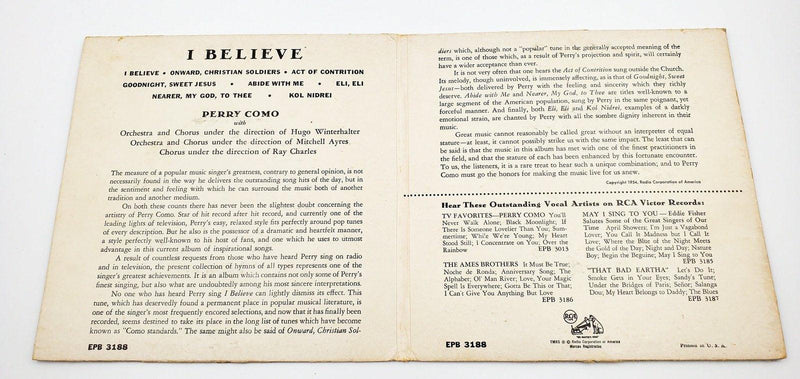 I BELIEVE
I BELIEVE • ONWARD, CHRISTIAN SOLDIERS • ACT OF CONTRITION
GOODNIGHT, SWEET JESUS • ABIDE WITH ME • ELI, ELI
NEARER, MY GOD, TO THEE • KOL NIDREI
PERRY COMO
with
Orchestra and Chorus under the direction of Hugo Winterhalter
Orchestra and Chorus under the direction of Mitchell Ayres
Chorus under the direction of Ray Charles
The measure of a popular music singer's greatness, contrary to general opinion, is not
necessarily found in the way he delivers the outstanding song hits of the day, but in
the sentiment and feeling with which he can surround the music both of another
tradition and another medium.
On both these counts there has never been the slightest doubt concerning the
artistry of Perry Como. Star of his record after hit record, and currently one of the
leading lights of television, Perry's easy, relaxed style fits perfectly around pop tunes
of every description. But he also is the possessor of a dramatic and heartfelt manner,
a style perfectly well-known to his host of fans, and one which he uses to utmost
advantage in this current album of inspirational songs.
A result of countless requests from those who have heard Perry sing on radio
and in television, the present collection of hymns of all types represents one of the
singer's greatest achievements. It is an album which contains not only some of Perry's
finest singing, but also what are undoubtedly among his most sincere interpretations.
No one who has heard Perry sing I Believe can lightly dismiss its effect. This
tune, which has deservedly found a permanent place in popular musical literature, is
one of the singer's most frequently encored selections, and now that it has finally been
recorded, seems destined to take its place in the long list of tunes which have become
known as "Como standards." The same might also be said of Onward, Christian Sol-
EPB 3188
diers which, although not a "popular" tune in the generally accepted meaning of the
term, is one of those which, as a result of Perry's projection and spirit, will certainly
have a wider acceptance than ever.
It is not very often that one hears the Act of Contrition sung outside the Church.
Its melody, though uninvolved, is immensely affecting, as is that of Goodnight, Sweet
Jesus—both delivered by Perry with the feeling and sincerity which they richly
deserve. Abide with Me and Nearer, My God, to Thee are titles well-known to a
large segment of the American population, sung by Perry in the same poignant, yet
forceful manner. And finally, both Eli, Eli and Kol Nidrei, examples of a darkly
emotional strain, are chanted by Perry with all the sombre dignity inherent in their
music.
Great music cannot reasonably be called great without an interpreter of equal
stature—at least, it cannot possibly strike us with the same impact. The least that can
be said is that the music in this album has met with one of the finest practitioners in
the field, and that the stature of each has been enhanced by this fortunate encounter.
To us, the listeners, it is a rare treat to hear such a unique combination; and to Perry
Como must go the honors for making the music live for us anew.
Copyright 1954, Radio Corporation of America
Hear These Outstanding Vocal Artists on RCA Victor Records:
TV FAVORITES—PERRY COMO You'll
Never Walk Alone; Black Moonlight; If
There Is Someone Lovelier Than You; Sum-
mertime; While We're Young; My Heart
Stood Still; I Concentrate on You; Over the
Rainbow EPB 3013
THE AMES BROTHERS It Must Be True;
Noche de Ronda; Anniversary Song; The
Alphabet; Ol' Man River; Love, Your Magic
Spell Is Everywhere; Gotta Be This or That;
I Can't Give You Anything But Love
EPB 3186
MAY I SING TO YOU—Eddie Fisher
Salutes Some of the Great Singers of Our
Time April Showers; I'm Just a Vagabond
Lover; You Call It Madness but I Call It
Love; Where the Blue of the Night Meets
the Gold of the Day; Night and Day; Nature
Boy; Begin the Beguine; May I Sing to You
EPB 3185
"THAT BAD EARTHA" Let's Do It;
Smoke Gets in Your Eyes; Sandy's Tune;
Under the Bridges of Paris; Señor; Salanga
Dou; My Heart Belongs to Daddy; The Blues
EPB 3187
RCA
"HIS MASTER'S VOICE"
EPB 3188
TMKS ® © Radio Corporation of America
Marcas Registradas
Printed in U. S. A.